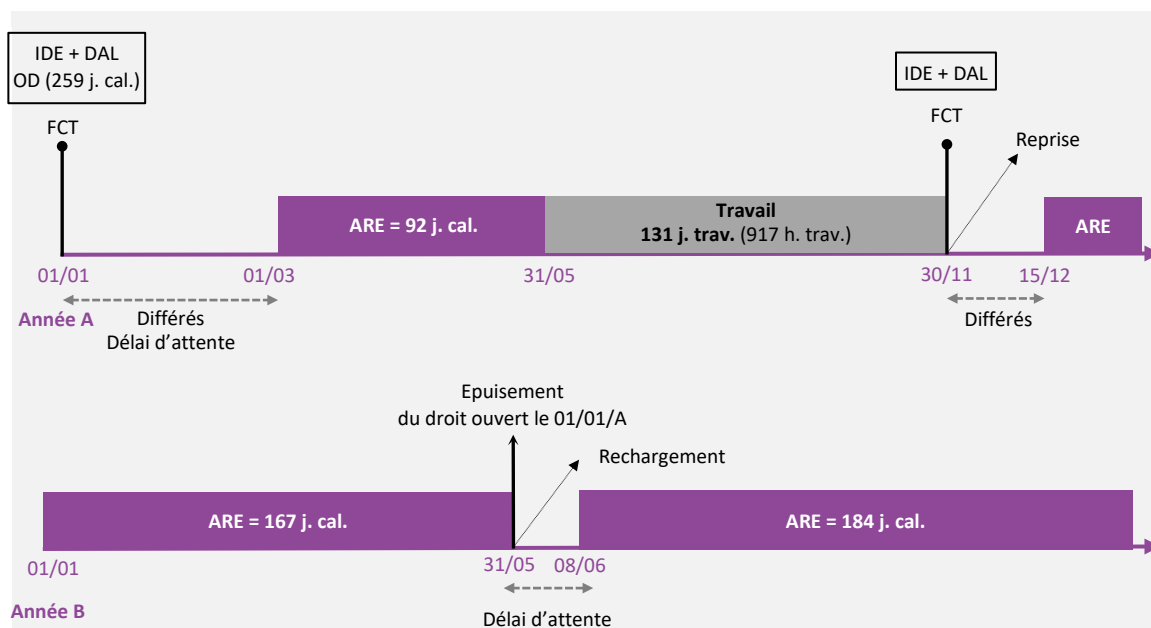 IDE + DAL
OD (259 j. cal.)
FCT
IDE + DAL
FCT
Reprise
ARE = 92 j. cal.
Travail
131 j. trav. (917 h. trav.)
ARE
01/01
01/03
31/05
30/11
15/12
Année A
Différés
Délai d’attente
Différés
Epuisement
du droit ouvert le 01/01/A
Rechargement
ARE = 167 j. cal.
ARE = 184 j. cal.
01/01
31/05
08/06
Année B
Délai d’attente